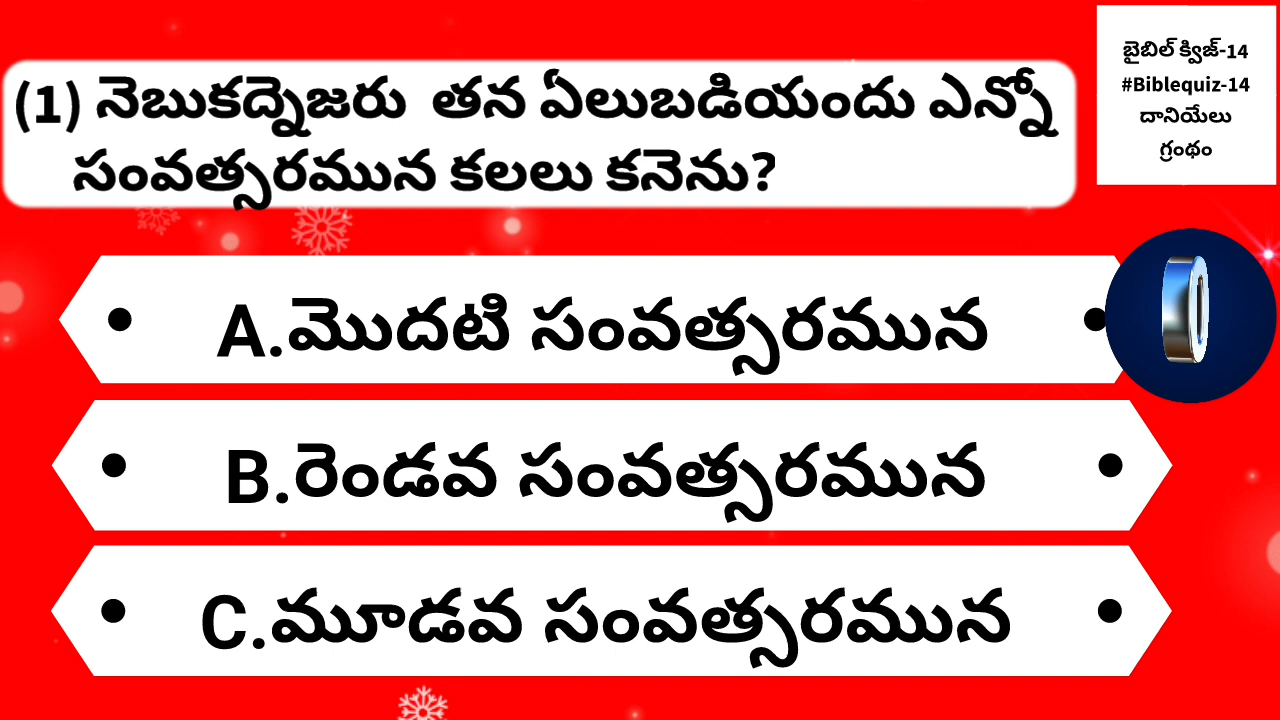 (1) నెబుకద్నెజరు తన ఏలుబడియందు ఎన్నో
సంవత్సరమున కలలు కనెను?
బైబిల్ క్విజ్-14
#Biblequiz-14
దానియేలు
గ్రంథం
A.మొదటి సంవత్సరమున
B.రెండవ సంవత్సరమున
C.మూడవ సంవత్సరమున